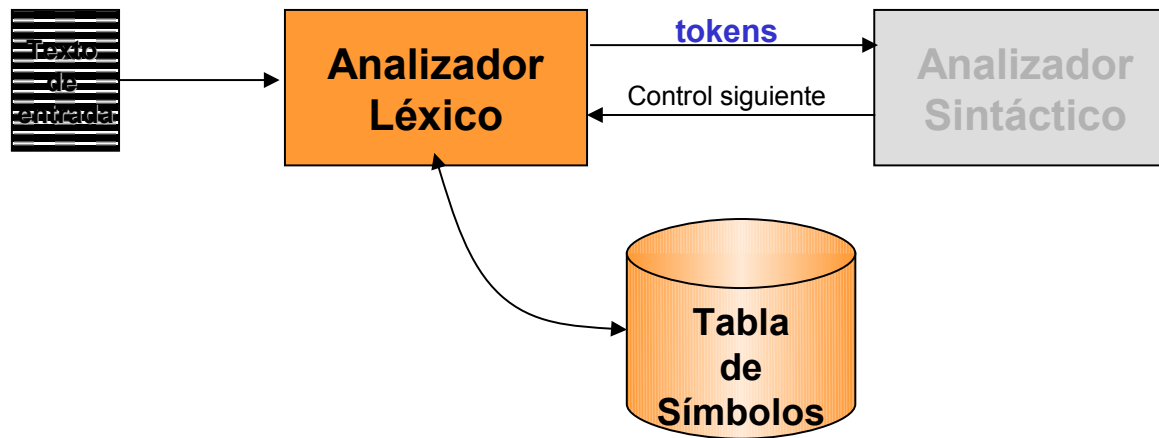 Texto
de
entrada
Analizador
Léxico
tokens
Control siguiente
Analizador
Sintáctico
Tabla
de
Símbolos